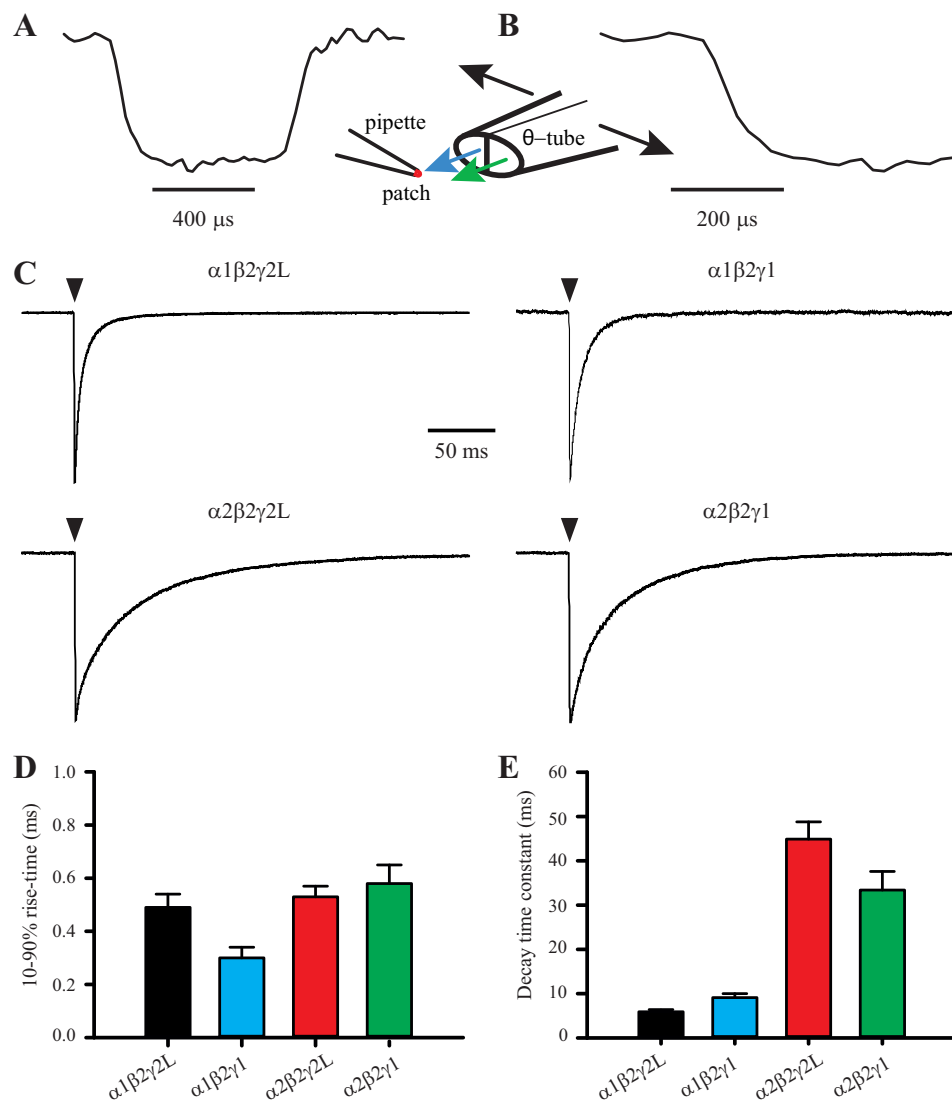 A
B
pipette
θ–tube
patch
400 µs
200 µs
C
α1β2γ2L
α1β2γ1
50 ms
α2β2γ2L
α2β2γ1
D
E
10-90% rise-time (ms)
1.0
0.8
0.6
0.4
0.2
0.0
α1β2γ2L
α1β2γ1
α2β2γ2L
α2β2γ1
Decay time constant (ms)
60
50
40
30
20
10
0
α1β2γ2L
α1β2γ1
α2β2γ2L
α2β2γ1